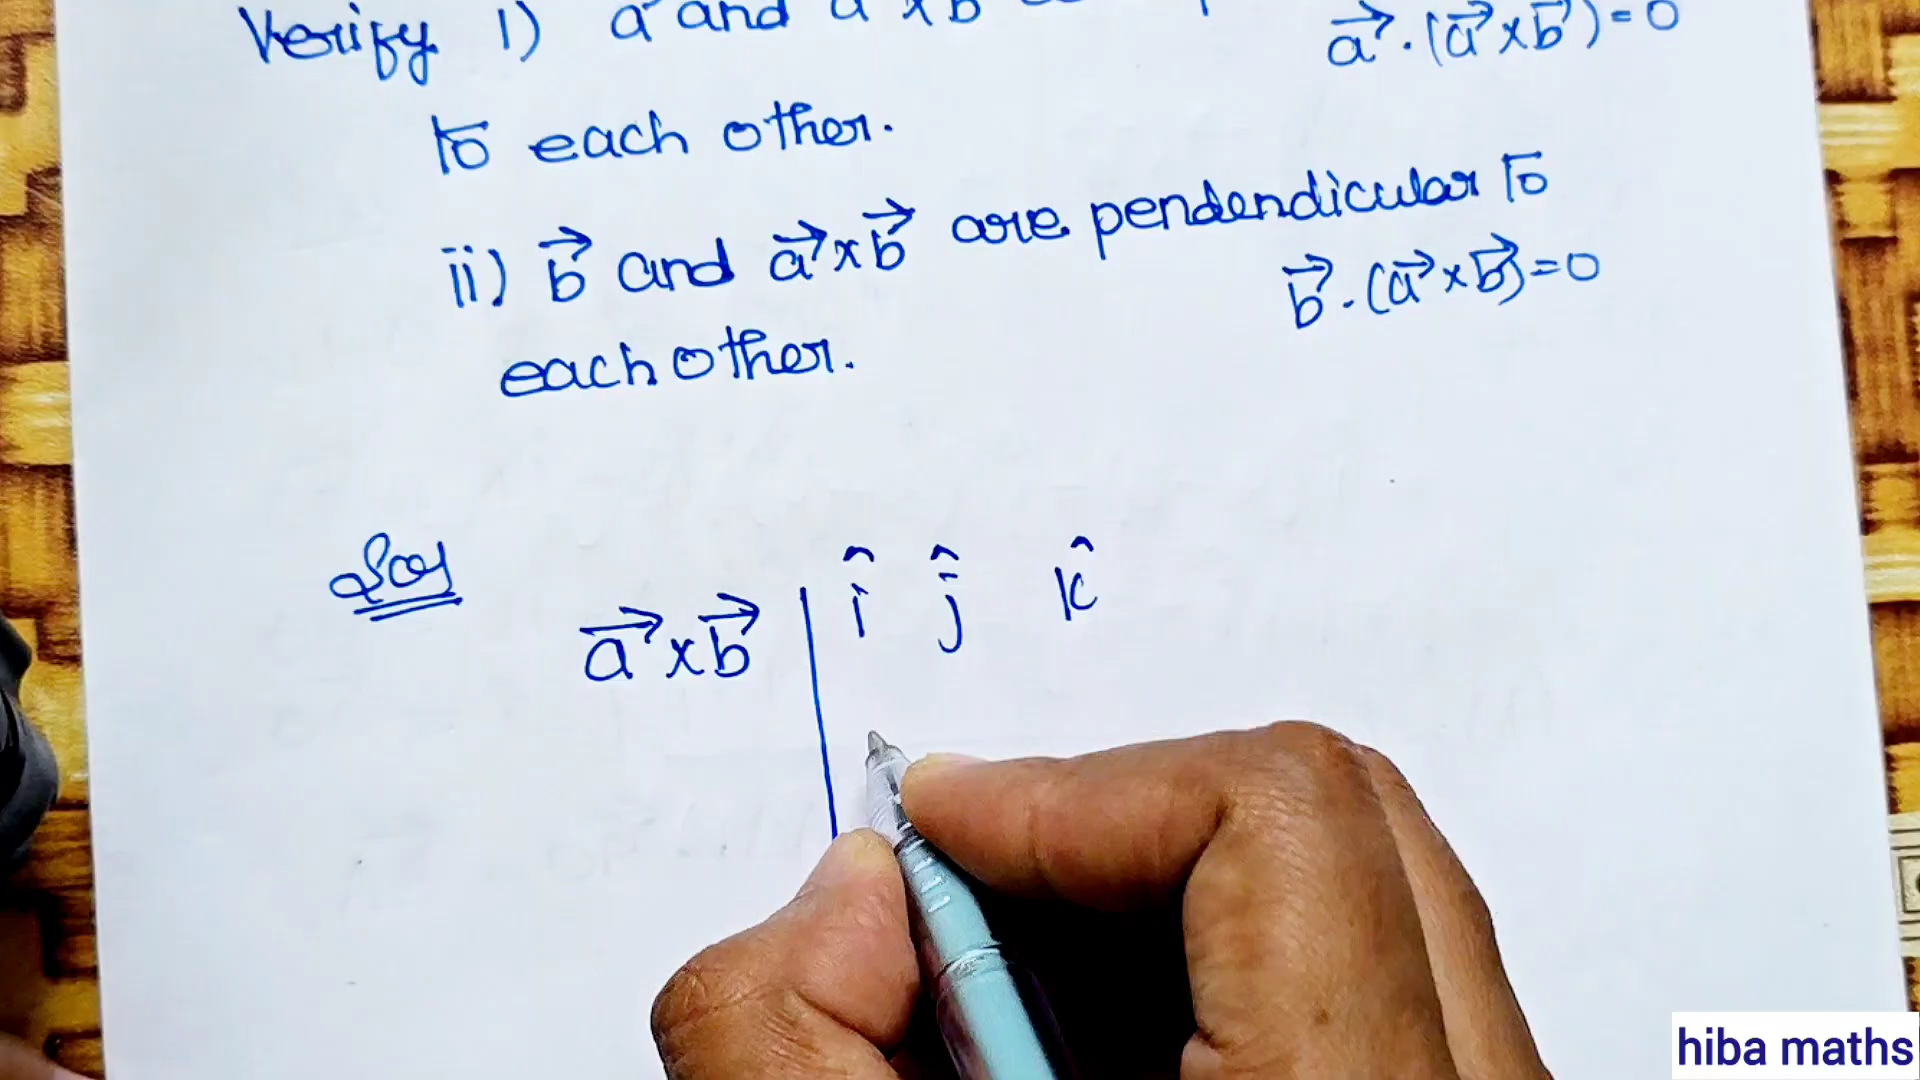 Verify 1) a⃗ and a⃗ × b⃗
a⃗ . (a⃗ × b⃗) = 0
to each other.
ii) b⃗ and a⃗ × b⃗ are pendendicular to
b⃗ . (a⃗ × b⃗) = 0
each other.
Sol
î ĵ k̂
a⃗ × b⃗
hiba maths